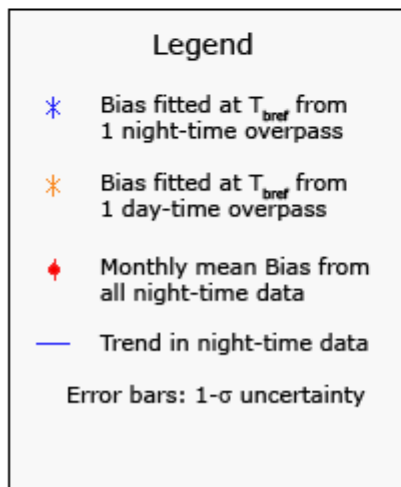 Legend
Bias fitted at Tbref from
1 night-time overpass
Bias fitted at Tbref from
1 day-time overpass
Monthly mean Bias from
all night-time data
Trend in night-time data
Error bars: 1-σ uncertainty